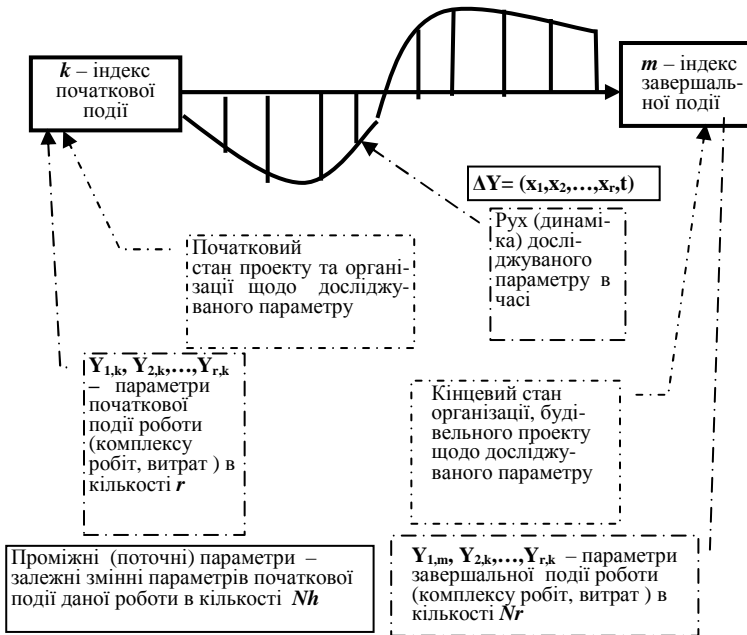 k – індекс
початкової
події
m – індекс
завершаль-
ної події
ΔY= (x₁,x₂,…,xᵣ,t)
Рух (динамі-
ка) дослі-
джуваного
параметру в
часі
Початковий
стан проекту та органі-
зації щодо досліджу-
ваного параметру
Y₁,ₖ, Y₂,ₖ,…,Yᵣ,ₖ
– параметри
початкової
події роботи
(комплексу
робіт, витрат ) в
кількості r
Кінцевий стан
організації, буді-
вельного проекту
щодо досліджу-
ваного параметру
Проміжні (поточні) параметри –
залежні змінні параметрів початкової
події даної роботи в кількості Nh
Y₁,ₘ, Y₂,ₖ,…,Yᵣ,ₖ – параметри
завершальної події роботи
(комплексу робіт, витрат ) в
кількості Nr